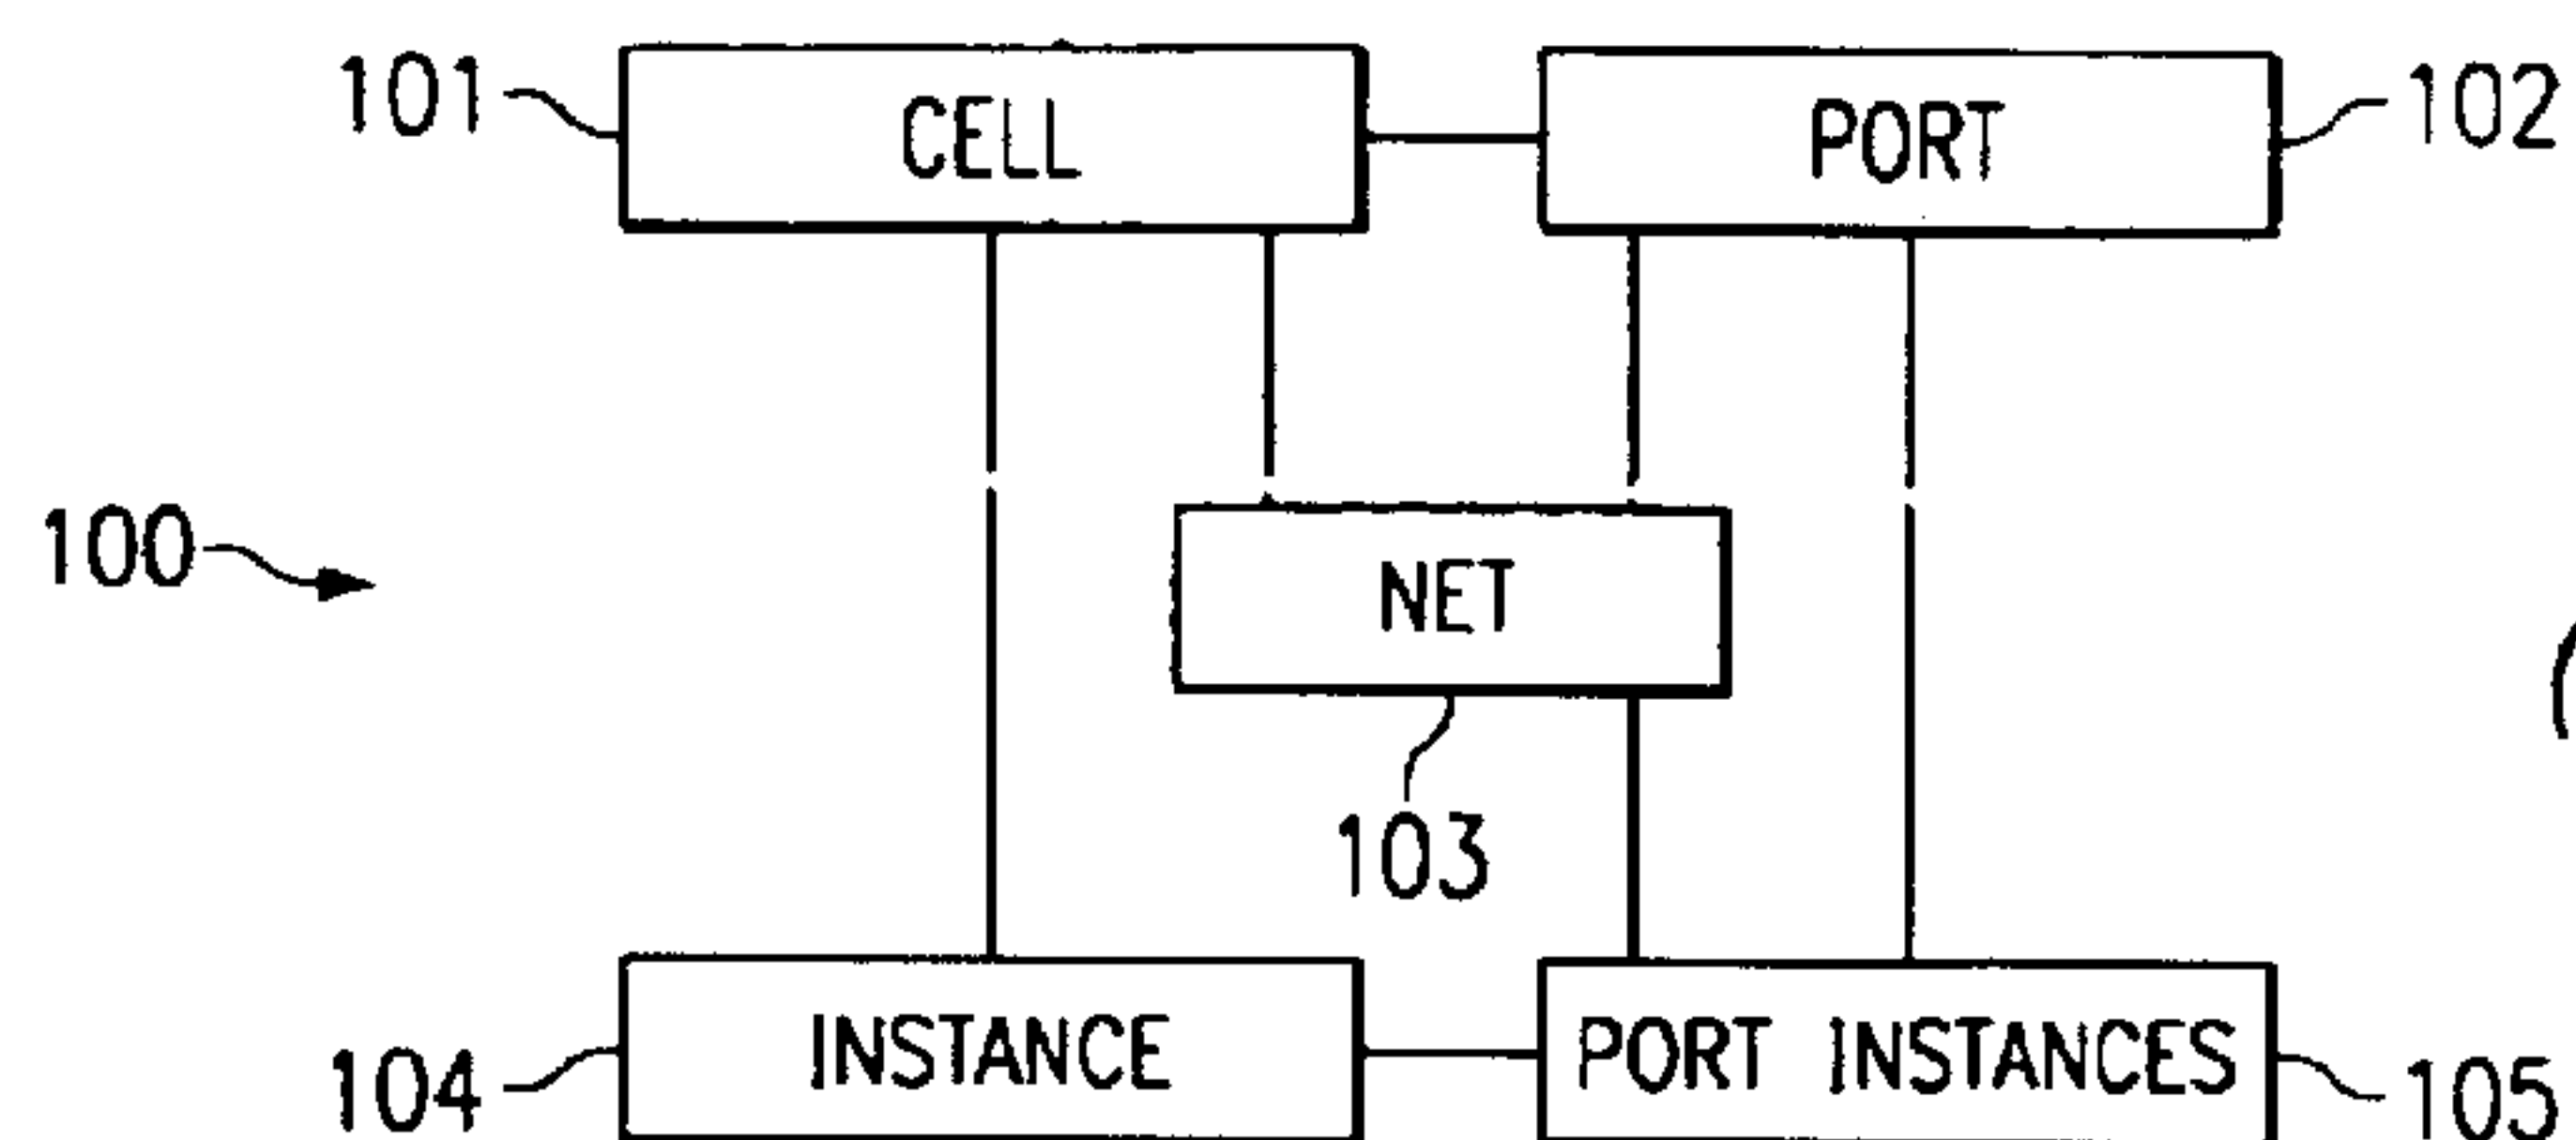 101 CELL PORT 102
100 NET
103
104 INSTANCE PORT INSTANCES 105